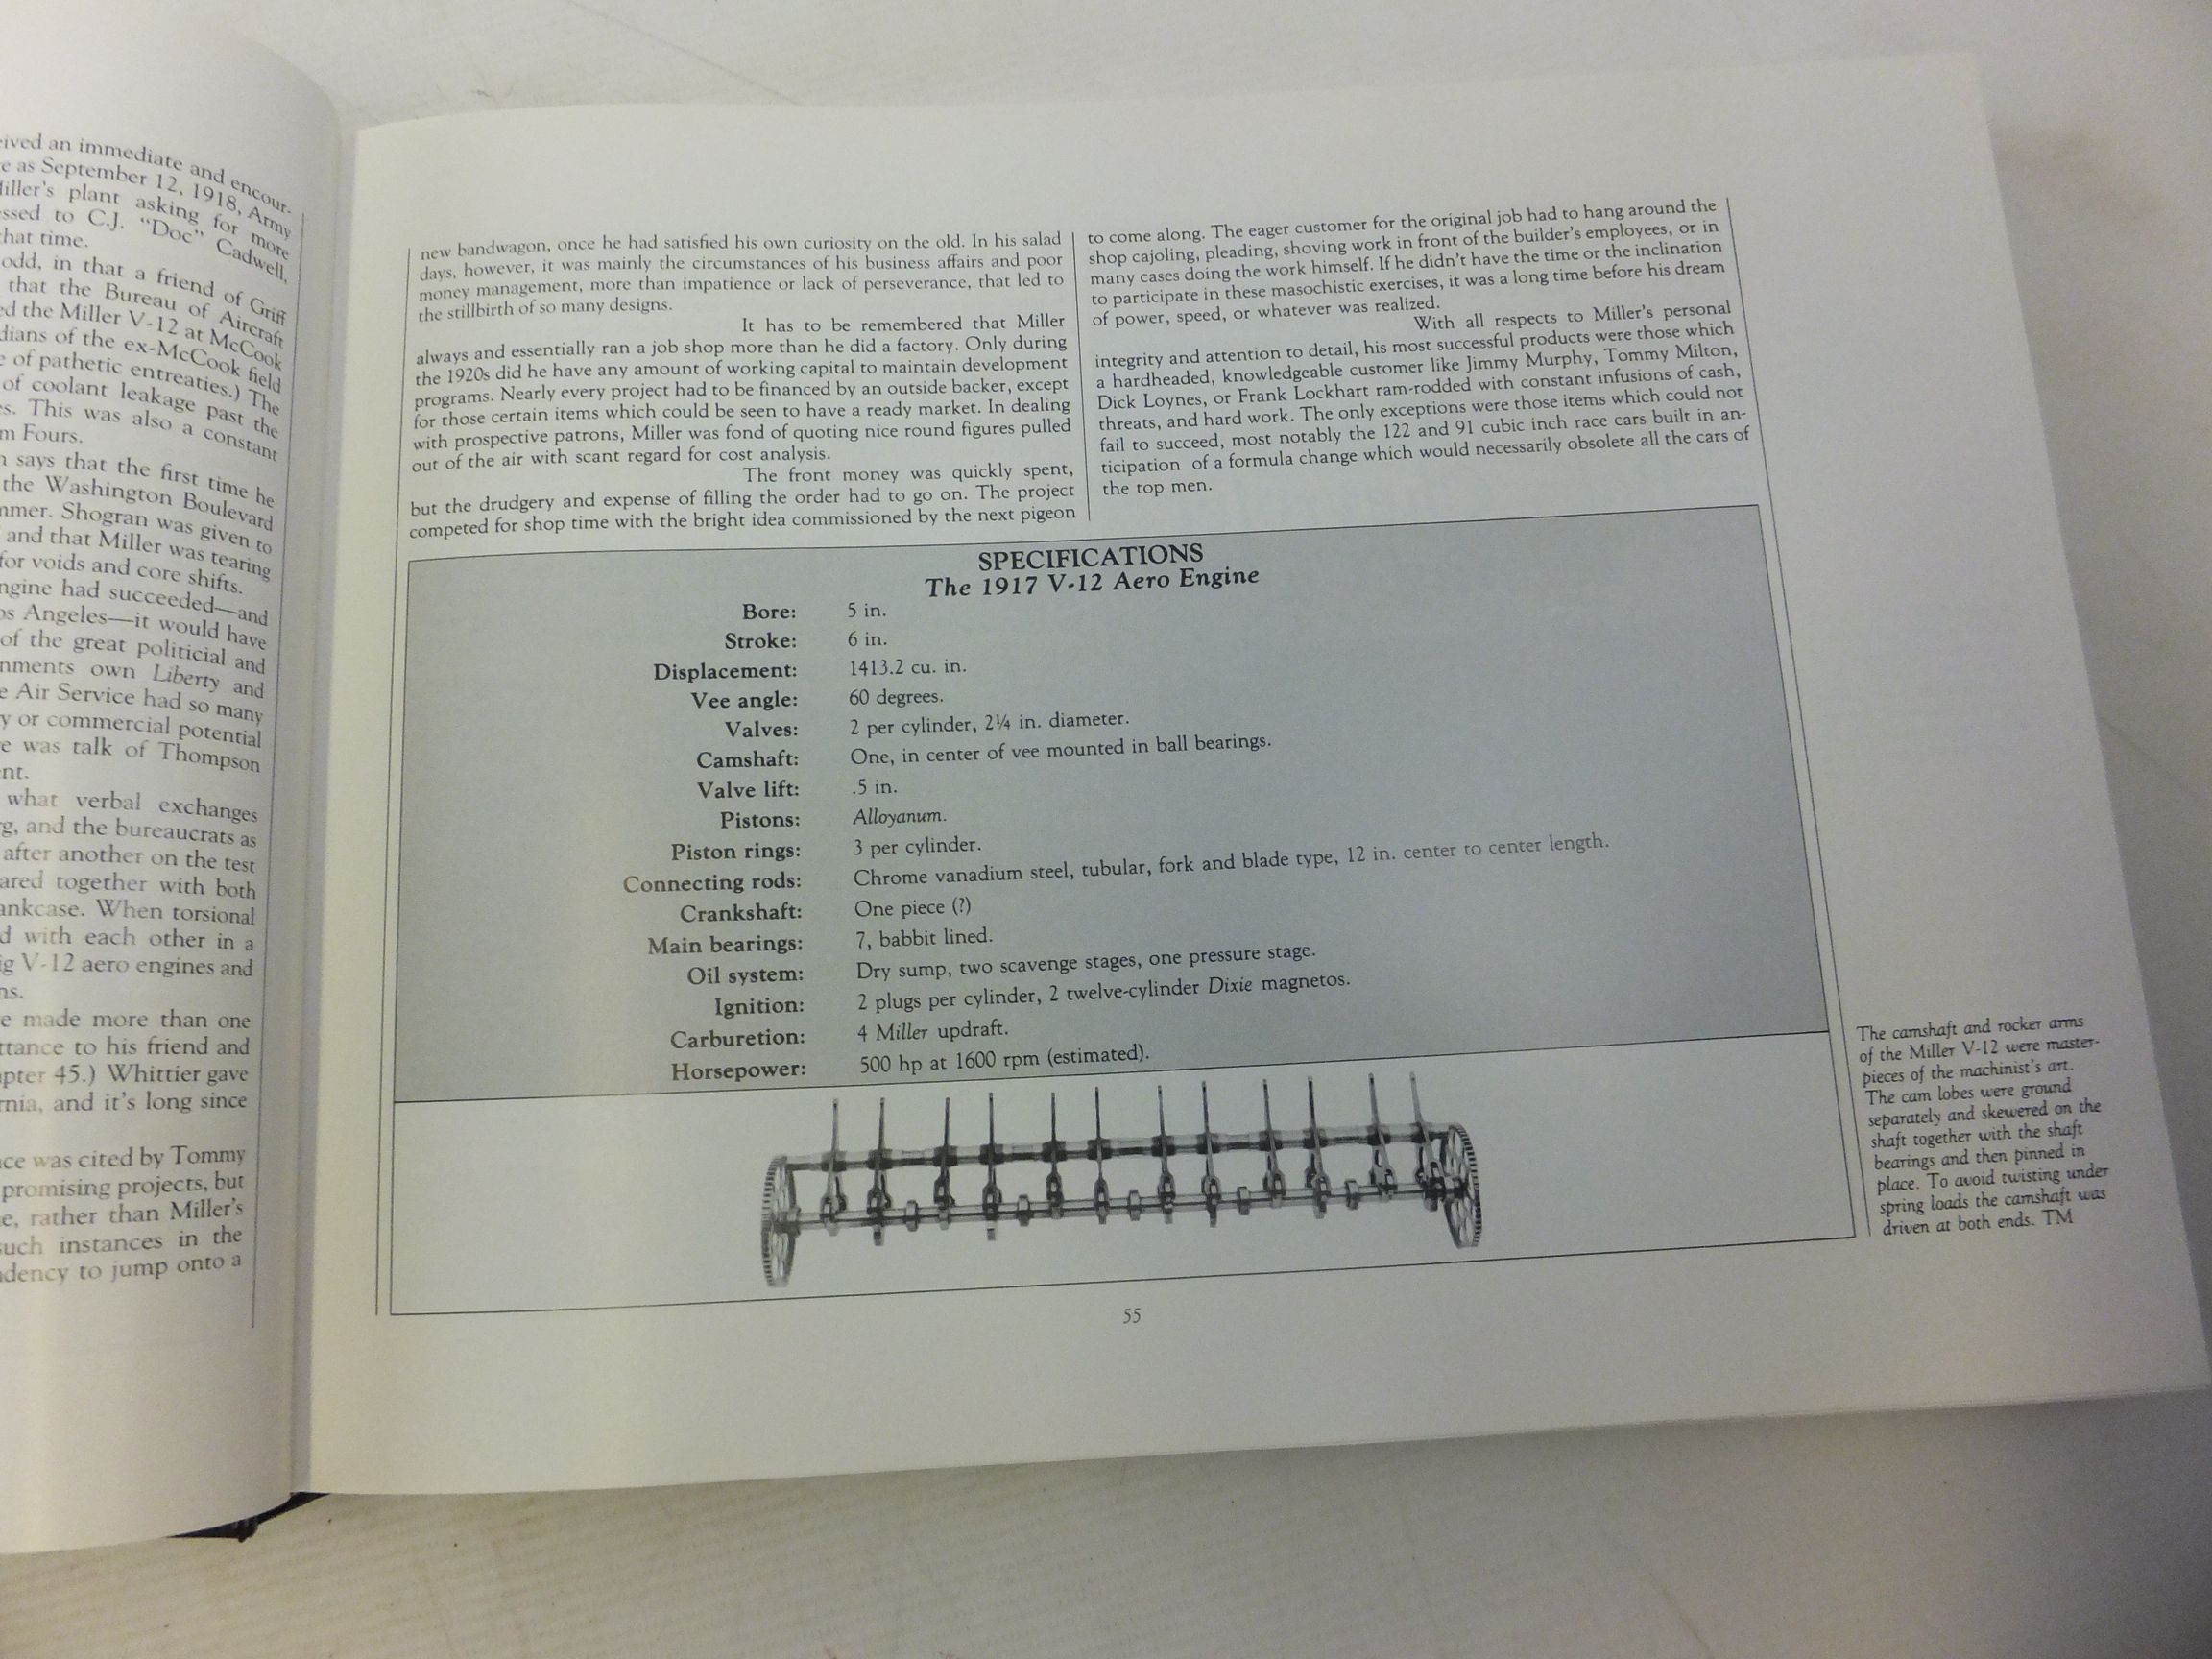 eived an immediate and encour-
e as September 12, 1918, Army
iller's plant asking for more
ssed to C.J. "Doc" Cadwell,
hat time.
odd, in that a friend of Griff
that the Bureau of Aircraft
ed the Miller V-12 at McCook
dians of the ex-McCook field
e of pathetic entreaties.) The
of coolant leakage past the
es. This was also a constant
m Fours.
n says that the first time he
the Washington Boulevard
mmer. Shogran was given to
and that Miller was tearing
for voids and core shifts.
ngine had succeeded—and
os Angeles—it would have
of the great politicial and
nments own Liberty and
e Air Service had so many
y or commercial potential
e was talk of Thompson
ent.
what verbal exchanges
rg, and the bureaucrats as
after another on the test
ared together with both
ankcase. When torsional
d with each other in a
ig V-12 aero engines and
ns.
e made more than one
ttance to his friend and
pter 45.) Whittier gave
rnia, and it's long since
ce was cited by Tommy
promising projects, but
e, rather than Miller's
such instances in the
dency to jump onto a
new bandwagon, once he had satisfied his own curiosity on the old. In his salad
days, however, it was mainly the circumstances of his business affairs and poor
money management, more than impatience or lack of perseverance, that led to
the stillbirth of so many designs.
It has to be remembered that Miller
always and essentially ran a job shop more than he did a factory. Only during
the 1920s did he have any amount of working capital to maintain development
programs. Nearly every project had to be financed by an outside backer, except
for those certain items which could be seen to have a ready market. In dealing
with prospective patrons, Miller was fond of quoting nice round figures pulled
out of the air with scant regard for cost analysis.
The front money was quickly spent,
but the drudgery and expense of filling the order had to go on. The project
competed for shop time with the bright idea commissioned by the next pigeon
to come along. The eager customer for the original job had to hang around the
shop cajoling, pleading, shoving work in front of the builder's employees, or in
many cases doing the work himself. If he didn't have the time or the inclination
to participate in these masochistic exercises, it was a long time before his dream
of power, speed, or whatever was realized.
With all respects to Miller's personal
integrity and attention to detail, his most successful products were those which
a hardheaded, knowledgeable customer like Jimmy Murphy, Tommy Milton,
Dick Loynes, or Frank Lockhart ram-rodded with constant infusions of cash,
threats, and hard work. The only exceptions were those items which could not
fail to succeed, most notably the 122 and 91 cubic inch race cars built in an-
ticipation of a formula change which would necessarily obsolete all the cars of
the top men.
SPECIFICATIONS
The 1917 V-12 Aero Engine
Bore: 5 in.
Stroke: 6 in.
Displacement: 1413.2 cu. in.
Vee angle: 60 degrees.
Valves: 2 per cylinder, 2¼ in. diameter.
Camshaft: One, in center of vee mounted in ball bearings.
Valve lift: .5 in.
Pistons: Alloyanum.
Piston rings: 3 per cylinder.
Connecting rods: Chrome vanadium steel, tubular, fork and blade type, 12 in. center to center length.
Crankshaft: One piece (?)
Main bearings: 7, babbit lined.
Oil system: Dry sump, two scavenge stages, one pressure stage.
Ignition: 2 plugs per cylinder, 2 twelve-cylinder Dixie magnetos.
Carburetion: 4 Miller updraft.
Horsepower: 500 hp at 1600 rpm (estimated).
The camshaft and rocker arms
of the Miller V-12 were master-
pieces of the machinist's art.
The cam lobes were ground
separately and skewered on the
shaft together with the shaft
bearings and then pinned in
place. To avoid twisting under
spring loads the camshaft was
driven at both ends. TM
55